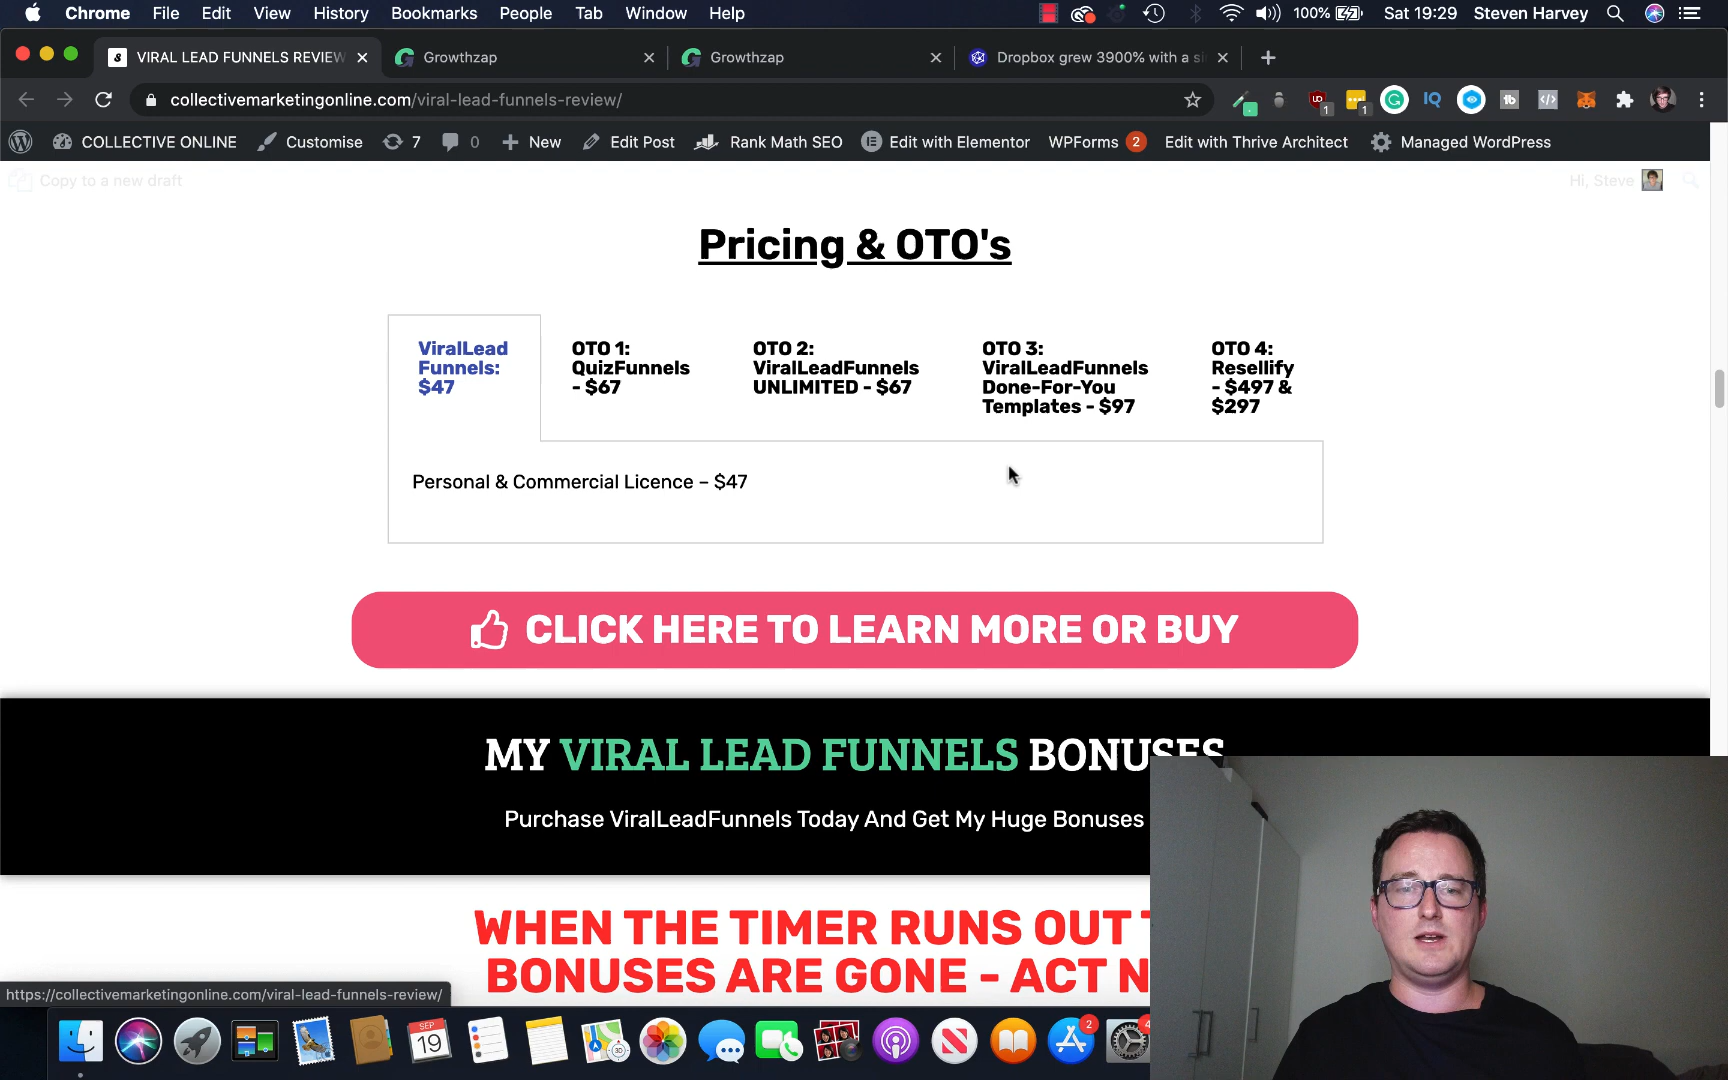 Chrome File Edit View History Bookmarks People Tab Window Help 100% Sat 19:29 Steven Harvey
VIRAL LEAD FUNNELS REVIEW Growthzap Growthzap Dropbox grew 3900% with a si
collectivemarketingonline.com/viral-lead-funnels-review/
COLLECTIVE ONLINE Customise 7 0 New Edit Post Rank Math SEO Edit with Elementor WPForms 2 Edit with Thrive Architect Managed WordPress
Copy to a new draft Hi, Steve
Pricing & OTO's
ViralLead
Funnels:
$47
OTO 1:
QuizFunnels
- $67
OTO 2:
ViralLeadFunnels
UNLIMITED - $67
OTO 3:
ViralLeadFunnels
Done-For-You
Templates - $97
OTO 4:
Resellify
- $497 &
$297
Personal & Commercial Licence – $47
CLICK HERE TO LEARN MORE OR BUY
MY VIRAL LEAD FUNNELS BONUSES
Purchase ViralLeadFunnels Today And Get My Huge Bonuses
WHEN THE TIMER RUNS OUT T
BONUSES ARE GONE - ACT N
https://collectivemarketingonline.com/viral-lead-funnels-review/
SEP
19
2
4